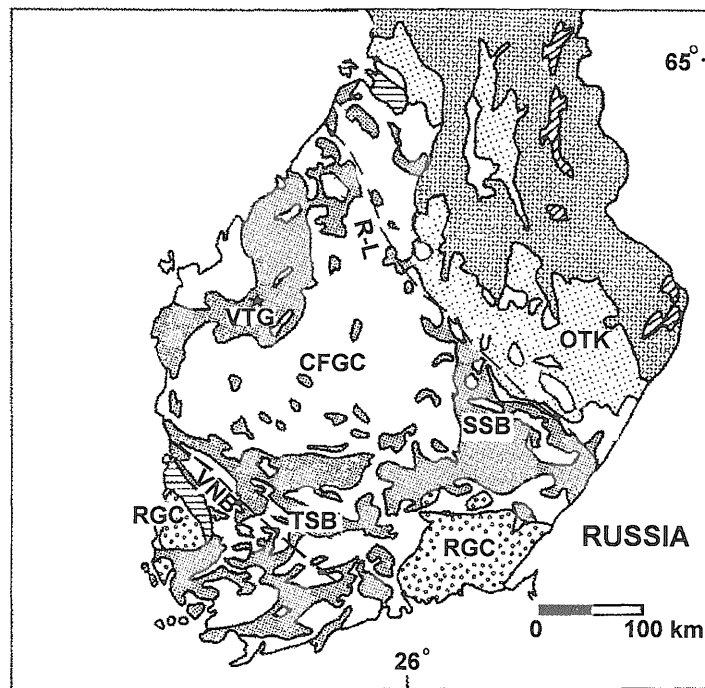 65°
R-L
VTG
OTK
CFGC
SSB
VNB
RGC
TSB
RGC
RUSSIA
0 100 km
26°